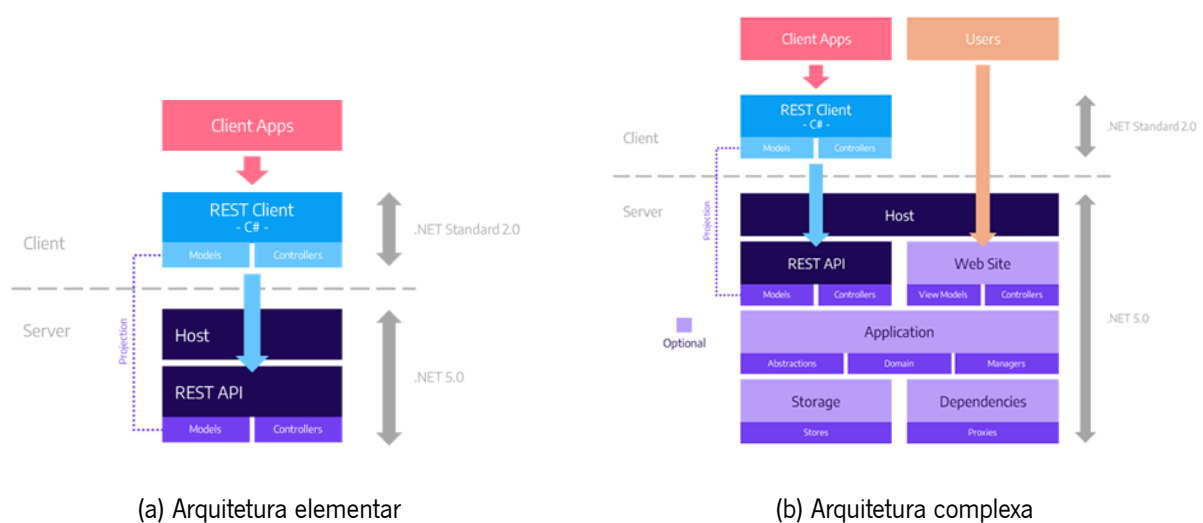 Client Apps
REST Client
- C# -
Models
Controllers
.NET Standard 2.0
Client
Server
Projection
Host
REST API
Models
Controllers
.NET 5.0
(a) Arquitetura elementar
Client Apps
Users
REST Client
- C# -
Models
Controllers
.NET Standard 2.0
Client
Server
Projection
Host
REST API
Models
Controllers
Web Site
View Models
Controllers
Optional
Application
Abstractions
Domain
Managers
.NET 5.0
Storage
Stores
Dependencies
Proxies
(b) Arquitetura complexa